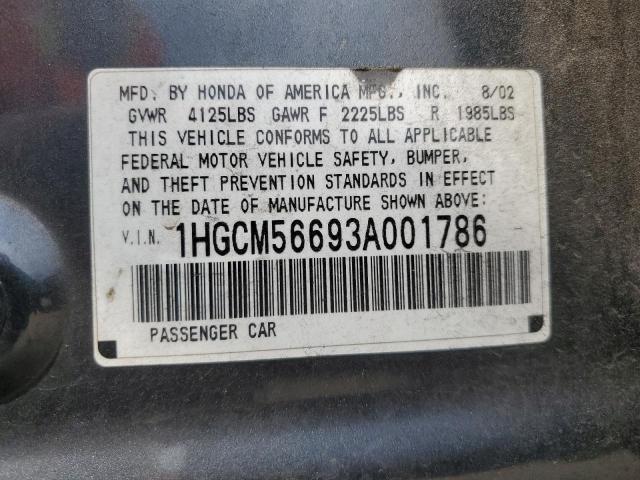 MFD. BY HONDA OF AMERICA MFG., INC. 8/02
GVWR 4125LBS GAWR F 2225LBS R 1985LBS
THIS VEHICLE CONFORMS TO ALL APPLICABLE
FEDERAL MOTOR VEHICLE SAFETY, BUMPER,
AND THEFT PREVENTION STANDARDS IN EFFECT
ON THE DATE OF MANUFACTURE SHOWN ABOVE:
V.I.N. 1HGCM56693A001786
PASSENGER CAR